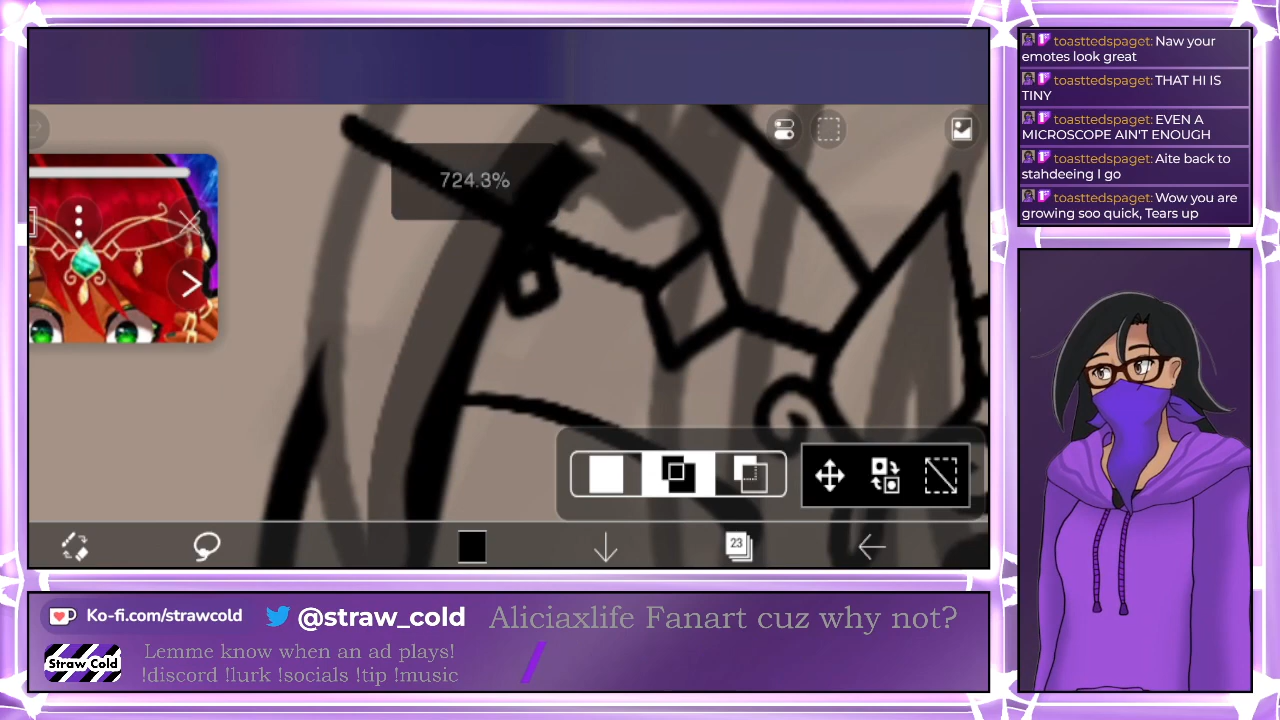 724.3%
23
toasttedspaget: Naw your
emotes look great
toasttedspaget: THAT HI IS
TINY
toasttedspaget: EVEN A
MICROSCOPE AIN'T ENOUGH
toasttedspaget: Aite back to
stahdeeing I go
toasttedspaget: Wow you are
growing soo quick, Tears up
Ko-fi.com/strawcold
@straw_cold
Aliciaxlife Fanart cuz why not?
Straw Cold
Lemme know when an ad plays!
!discord !lurk !socials !tip !music